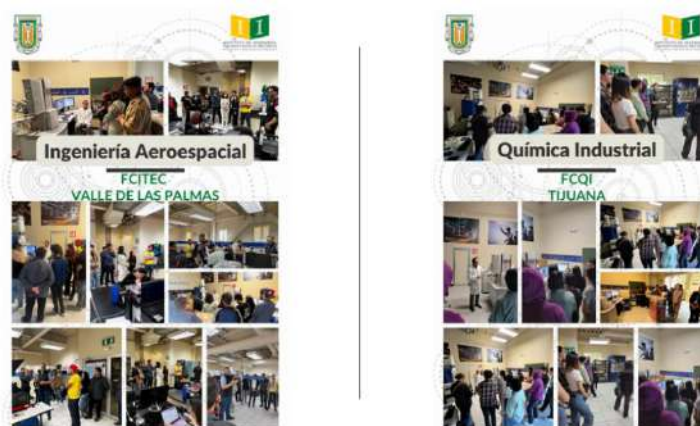 I I
Ingeniería Aeroespacial
FCITEC
VALLE DE LAS PALMAS
I I
Química Industrial
FCQI
TIJUANA